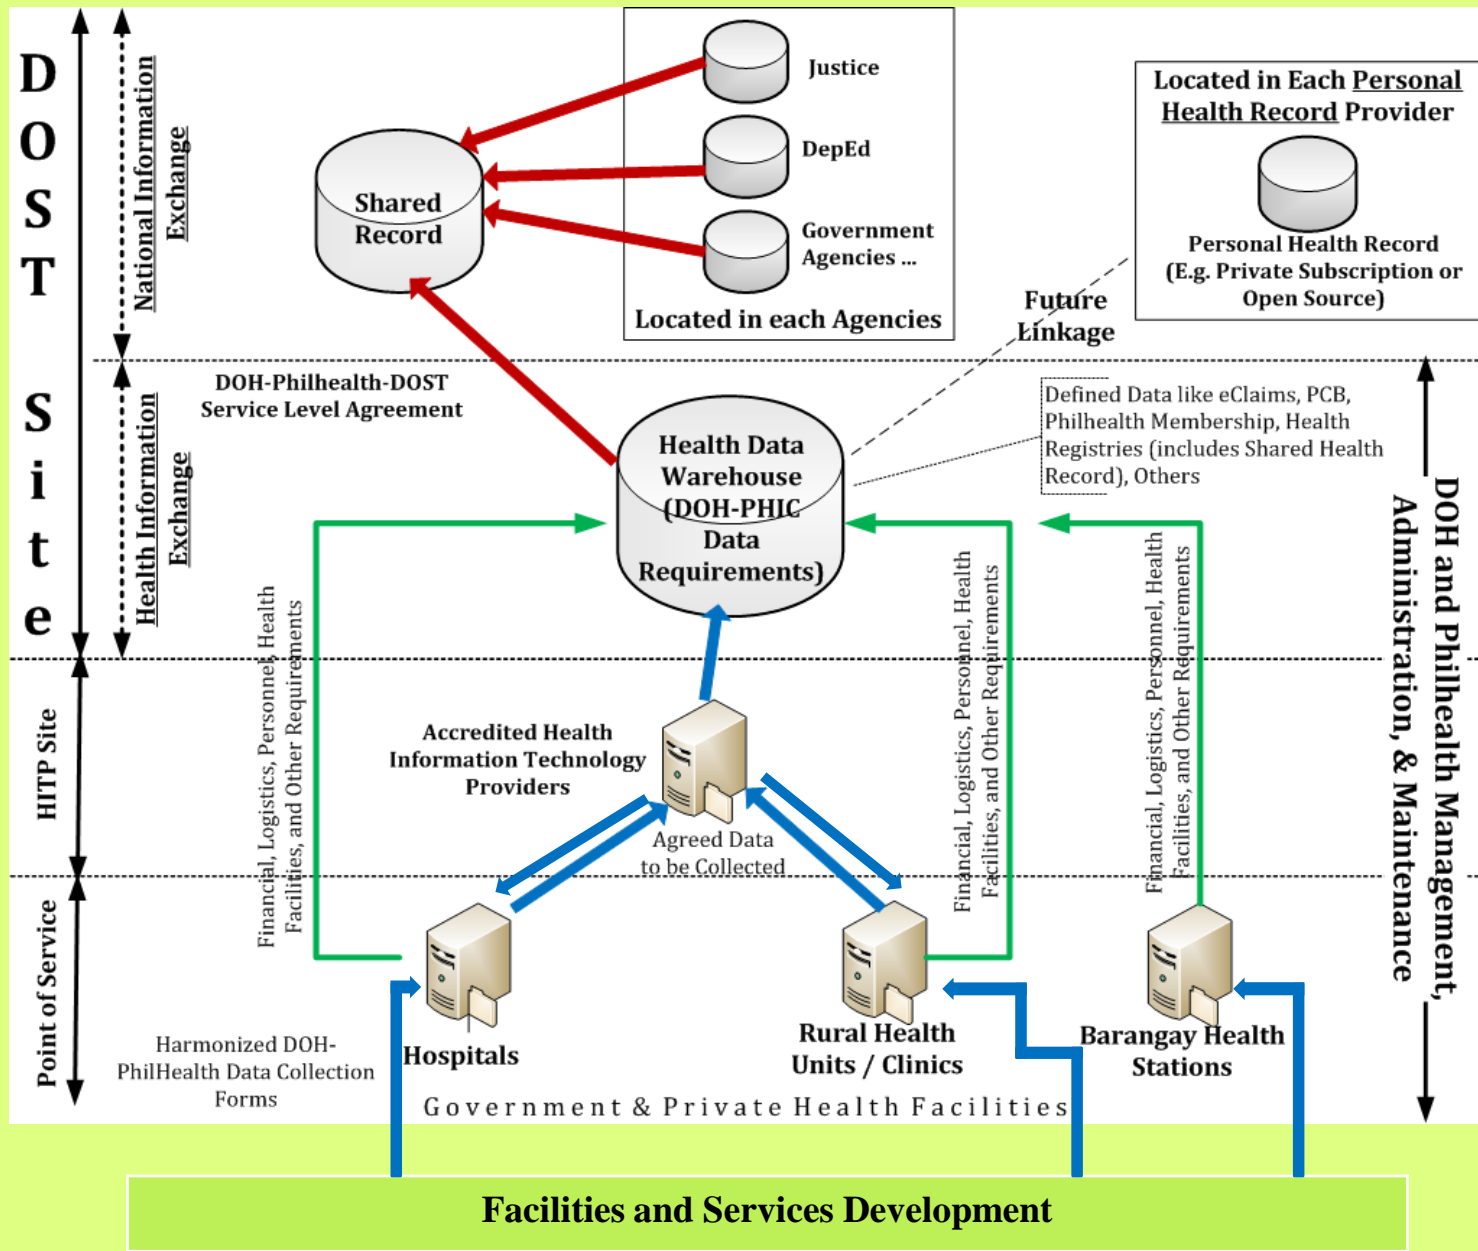 DOST Site
National Information
Exchange
Health Information
Exchange
HITP Site
Point of Service
Shared
Record
Justice
DepEd
Government
Agencies ...
Located in each Agencies
Located in Each Personal
Health Record Provider
Personal Health Record
(E.g. Private Subscription or
Open Source)
Future
Linkage
DOH-Philhealth-DOST
Service Level Agreement
Health Data
Warehouse
(DOH-PHIC
Data
Requirements)
Defined Data like eClaims, PCB,
Philhealth Membership, Health
Registries (includes Shared Health
Record), Others
DOH and Philhealth Management,
Administration, & Maintenance
Financial, Logistics, Personnel, Health
Facilities, and Other Requirements
Financial, Logistics, Personnel, Health
Facilities, and Other Requirements
Financial, Logistics, Personnel, Health
Facilities, and Other Requirements
Accredited Health
Information Technology
Providers
Agreed Data
to be Collected
Harmonized DOH-
PhilHealth Data Collection
Forms
Hospitals
Rural Health
Units / Clinics
Barangay Health
Stations
Government & Private Health Facilities
Facilities and Services Development